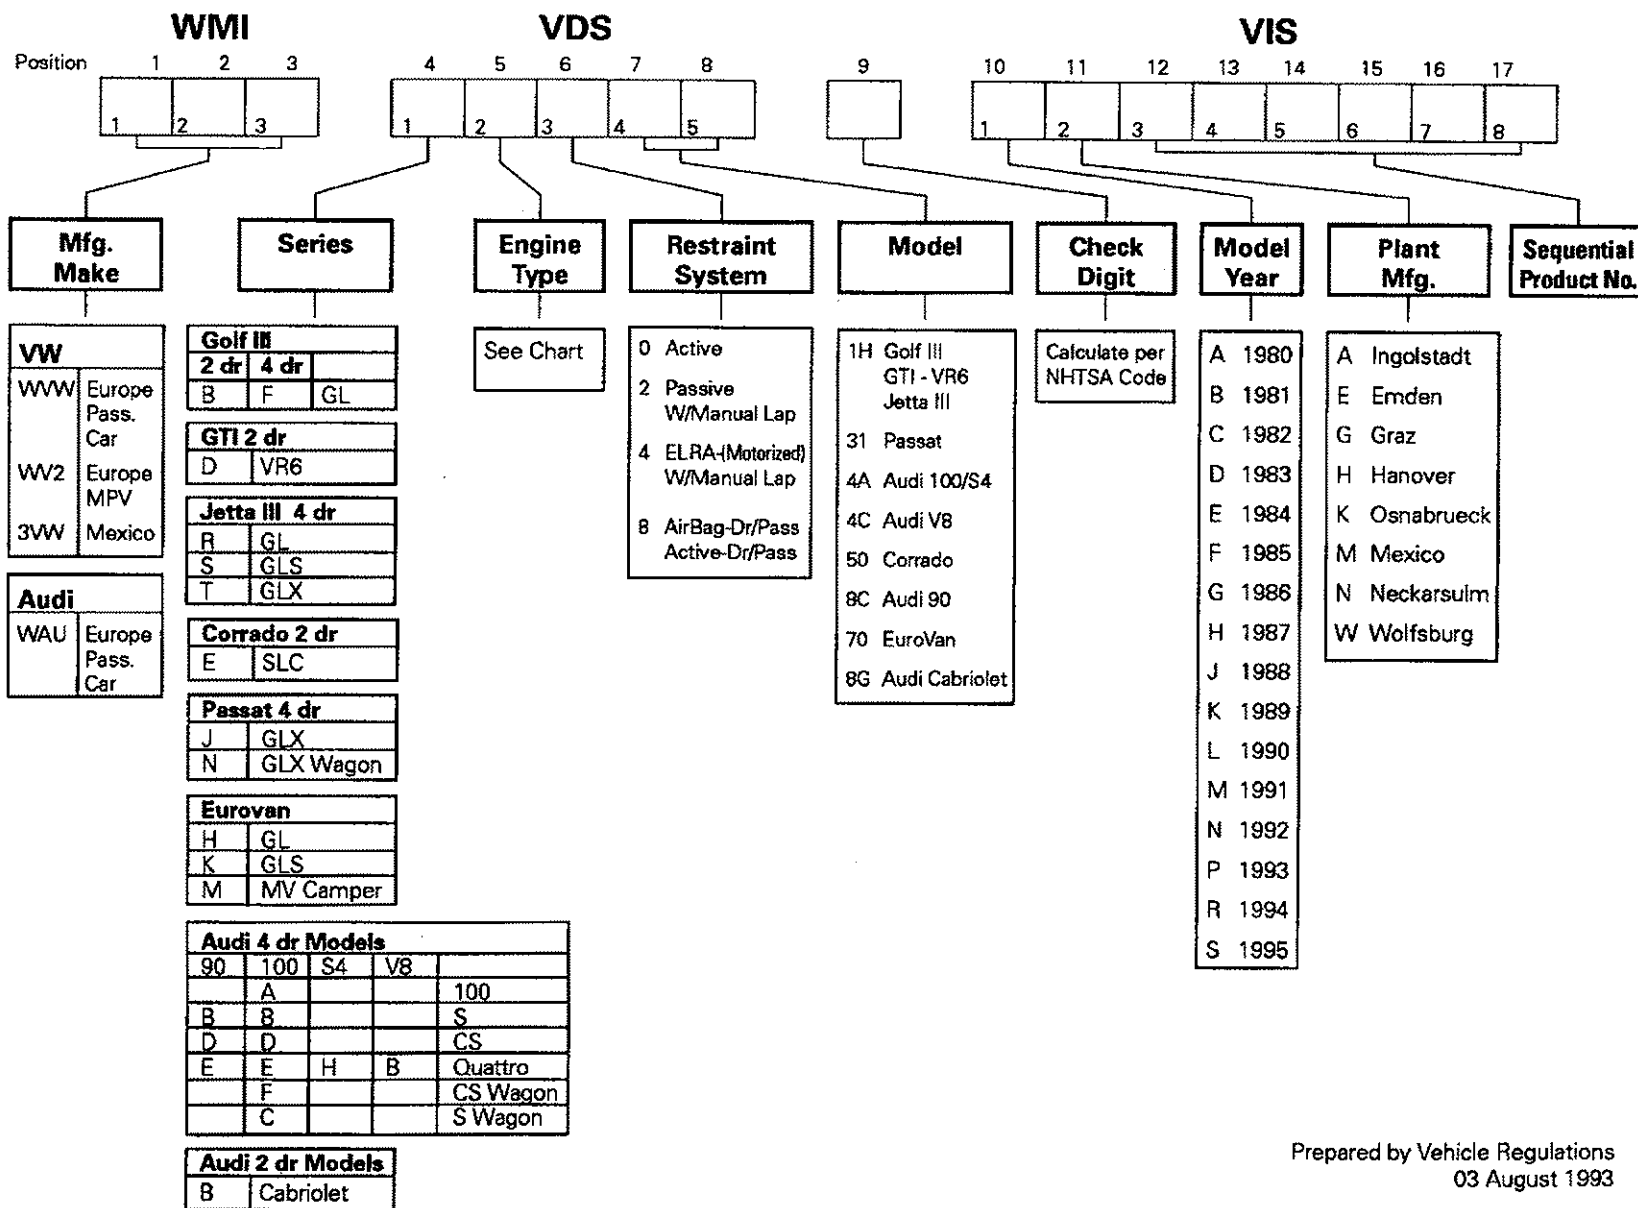 WMI VDS VIS
Position 1 2 3 4 5 6 7 8 9 10 11 12 13 14 15 16 17
1 2 3 1 2 3 4 5 1 2 3 4 5 6 7 8
Mfg. Make
Series
Engine Type
Restraint System
Model
Check Digit
Model Year
Plant Mfg.
Sequential Product No.
VW
WVW Europe
Pass.
Car
WV2 Europe
MPV
3VW Mexico
Audi
WAU Europe
Pass.
Car
Golf III
2 dr 4 dr
B F GL
GTI 2 dr
D VR6
Jetta III 4 dr
R GL
S GLS
T GLX
Corrado 2 dr
E SLC
Passat 4 dr
J GLX
N GLX Wagon
Eurovan
H GL
K GLS
M MV Camper
Audi 4 dr Models
90 100 S4 V8
A 100
B B S
D D CS
E E H B Quattro
F CS Wagon
C S Wagon
Audi 2 dr Models
B Cabriolet
See Chart
0 Active
2 Passive
W/Manual Lap
4 ELRA-(Motorized)
W/Manual Lap
8 AirBag-Dr/Pass
Active-Dr/Pass
1H Golf III
GTI - VR6
Jetta III
31 Passat
4A Audi 100/S4
4C Audi V8
50 Corrado
8C Audi 90
70 EuroVan
8G Audi Cabriolet
Calculate per
NHTSA Code
A 1980
B 1981
C 1982
D 1983
E 1984
F 1985
G 1986
H 1987
J 1988
K 1989
L 1990
M 1991
N 1992
P 1993
R 1994
S 1995
A Ingolstadt
E Emden
G Graz
H Hanover
K Osnabrueck
M Mexico
N Neckarsulm
W Wolfsburg
Prepared by Vehicle Regulations
03 August 1993